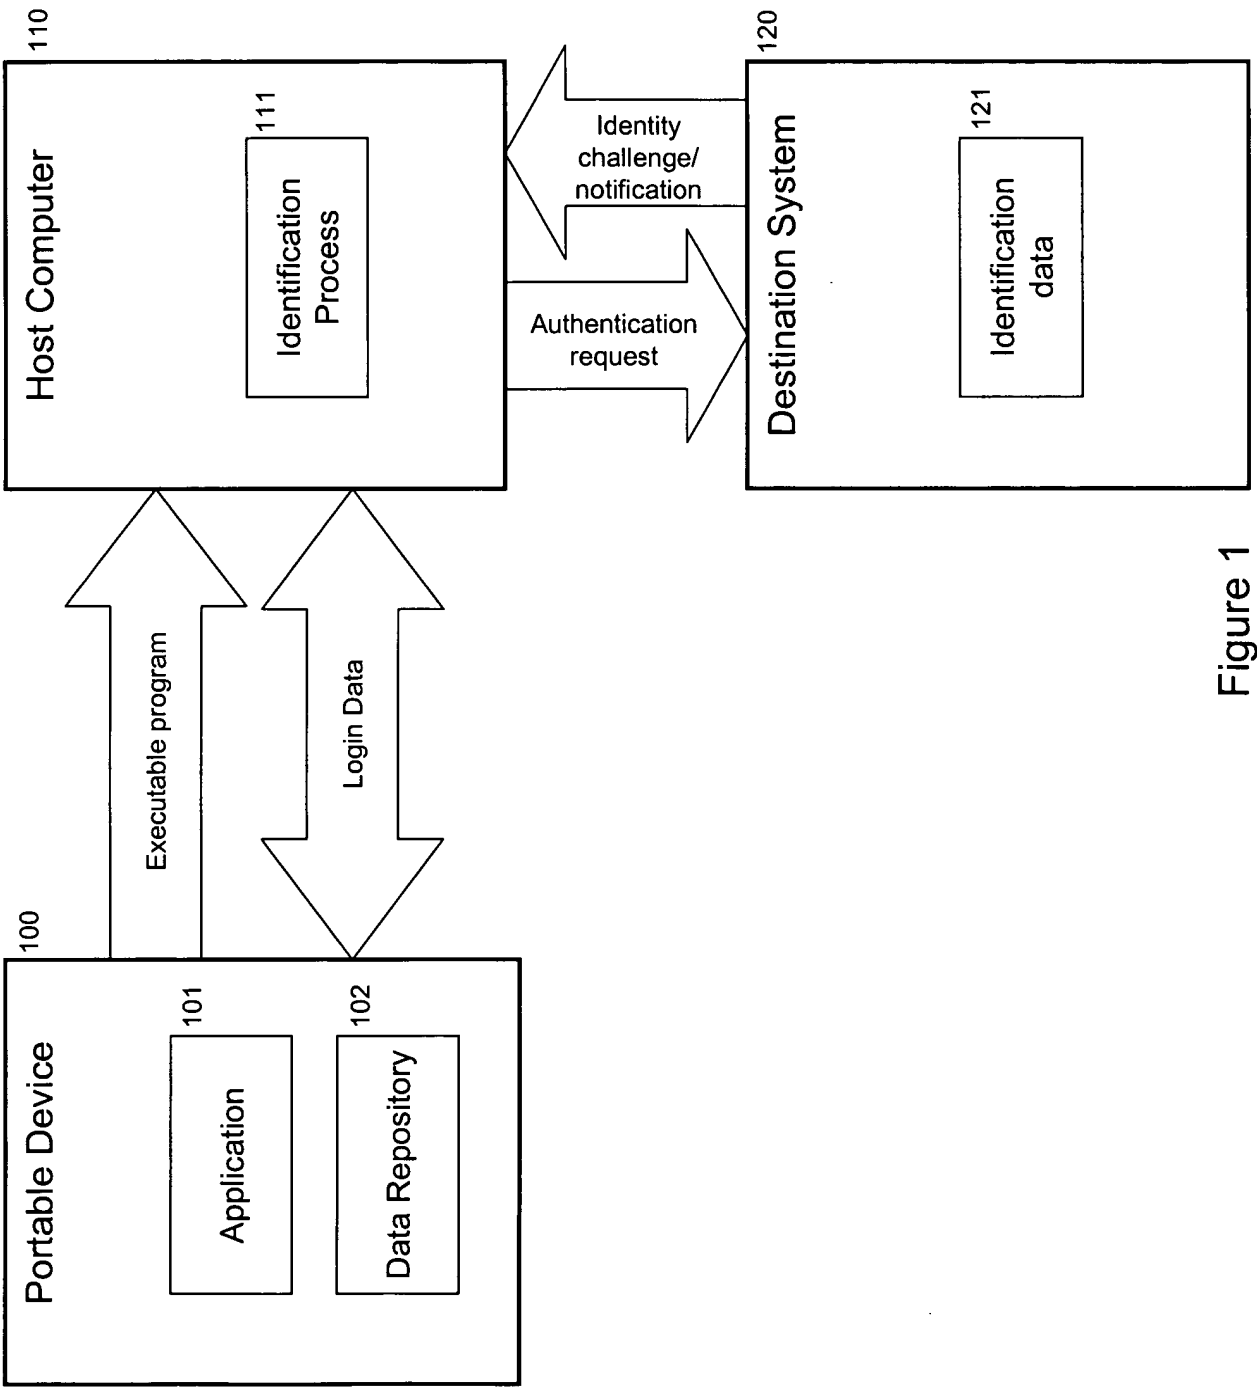 Portable Device
100
Application
101
Data Repository
102
Executable program
Login Data
Host Computer
110
Identification
Process
111
Authentication
request
Identity
challenge/
notification
Destination System
120
Identification
data
121
Figure 1